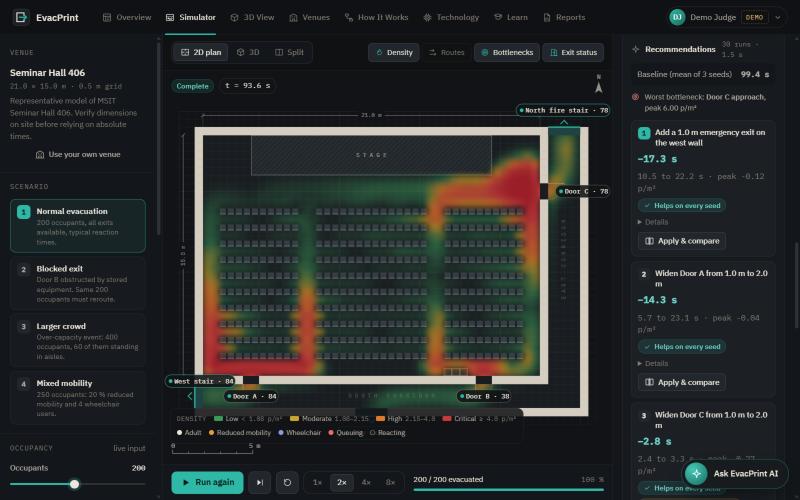 EvacPrint
Overview
Simulator
3D View
Venues
How It Works
Technology
Learn
Reports
DJ
Demo Judge
DEMO
VENUE
Seminar Hall 406
21.0 × 15.0 m · 0.5 m grid
Representative model of MSIT
Seminar Hall 406. Verify dimensions
on site before relying on absolute
times.
Use your own venue
SCENARIO
1 Normal evacuation
200 occupants, all exits
available, typical reaction
times.
2 Blocked exit
Door B obstructed by stored
equipment. Same 200
occupants must reroute.
3 Larger crowd
Over-capacity event: 400
occupants, 60 of them standing
in aisles.
4 Mixed mobility
250 occupants: 20 % reduced
mobility and 4 wheelchair
users.
OCCUPANCY
live input
Occupants
200
2D plan
3D
Split
Density
Routes
Bottlenecks
Exit status
Complete
t = 93.6 s
N
21.0 m
North fire stair · 78
STAGE
Door C · 78
15.0 m
West stair · 84
Door A · 84
Door B · 38
DENSITY
Low
Moderate
High
Critical
Adult
Reduced mobility
Wheelchair
Queuing
Reacting
0
5 m
Run again
1×
2×
4×
8×
200 / 200 evacuated
100 %
Recommendations
30 runs ·
1.5 s
Baseline (mean of 3 seeds)
99.4 s
Worst bottleneck: Door C approach,
peak 6.00 p/m²
1 Add a 1.0 m emergency exit on
the west wall
−17.3 s
10.5 to 22.2 s · peak -0.12
p/m²
Helps on every seed
Details
Apply & compare
2 Widen Door A from 1.0 m to 2.0
m
−14.3 s
5.7 to 23.1 s · peak -0.04
p/m²
Helps on every seed
Details
Apply & compare
3 Widen Door C from 1.0 m to 2.0
m
−2.8 s
Ask EvacPrint AI